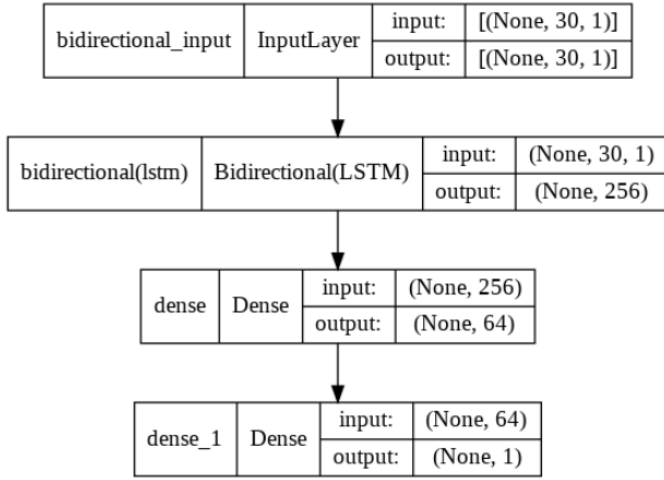 bidirectional_input InputLayer input: [(None, 30, 1)]
output: [(None, 30, 1)]
bidirectional(lstm) Bidirectional(LSTM) input: (None, 30, 1)
output: (None, 256)
dense Dense input: (None, 256)
output: (None, 64)
dense_1 Dense input: (None, 64)
output: (None, 1)